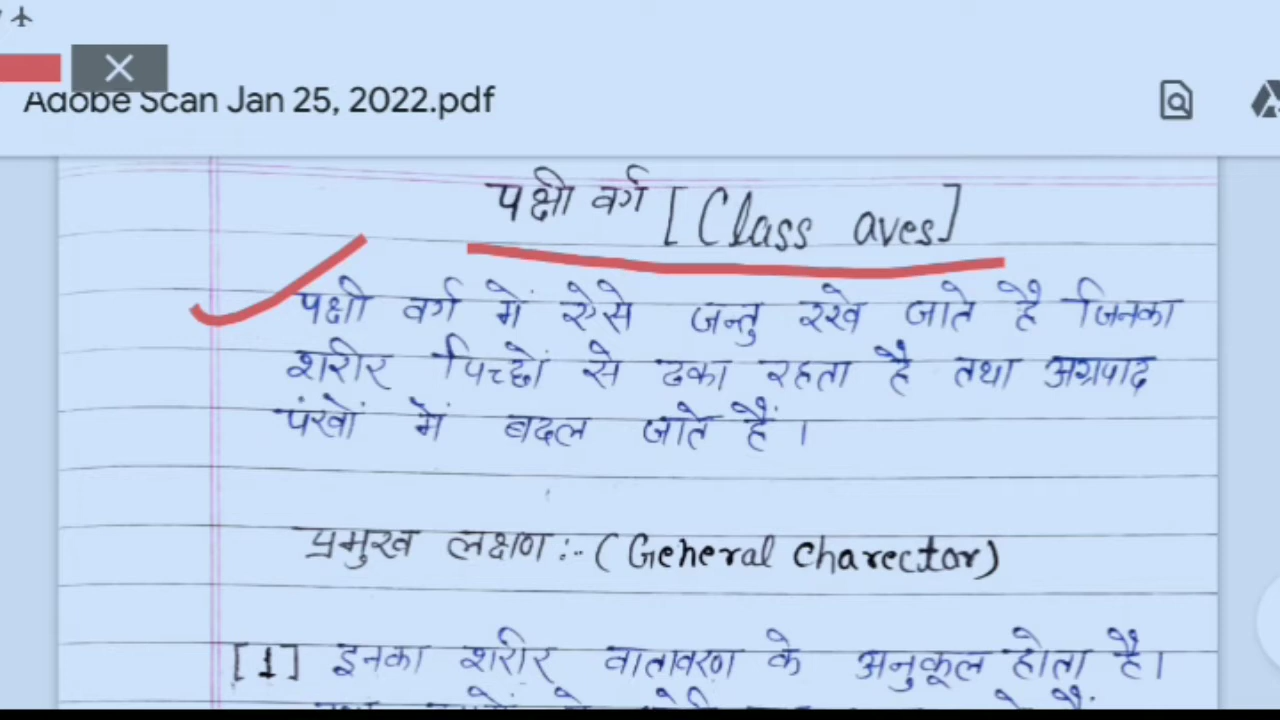 Adobe Scan Jan 25, 2022.pdf
पक्षी वर्ग [Class aves]
पक्षी वर्ग में ऐसे जन्तु रखे जाते है जिनका
शरीर पिच्छों से ढका रहता है तथा अग्रपाद
पंखों में बदल जाते हैं।
प्रमुख लक्षण :- (General Charector)
[1] इनका शरीर वातावरण के अनुकूल होता है।